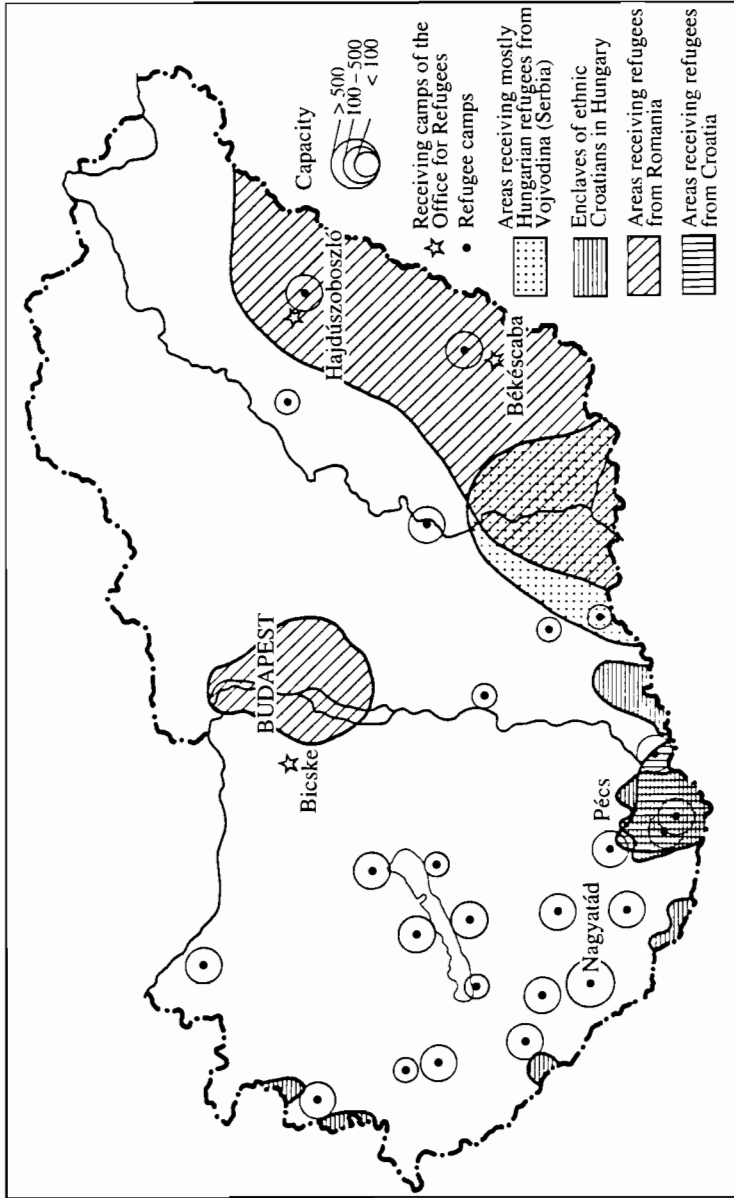 BUDAPEST
Bicske
Hajdúszoboszló
Békéscaba
Pécs
Nagyatád
Capacity
> 500
100 – 500
< 100
Receiving camps of the
Office for Refugees
Refugee camps
Areas receiving mostly
Hungarian refugees from
Vojvodina (Serbia)
Enclaves of ethnic
Croatians in Hungary
Areas receiving refugees
from Romania
Areas receiving refugees
from Croatia